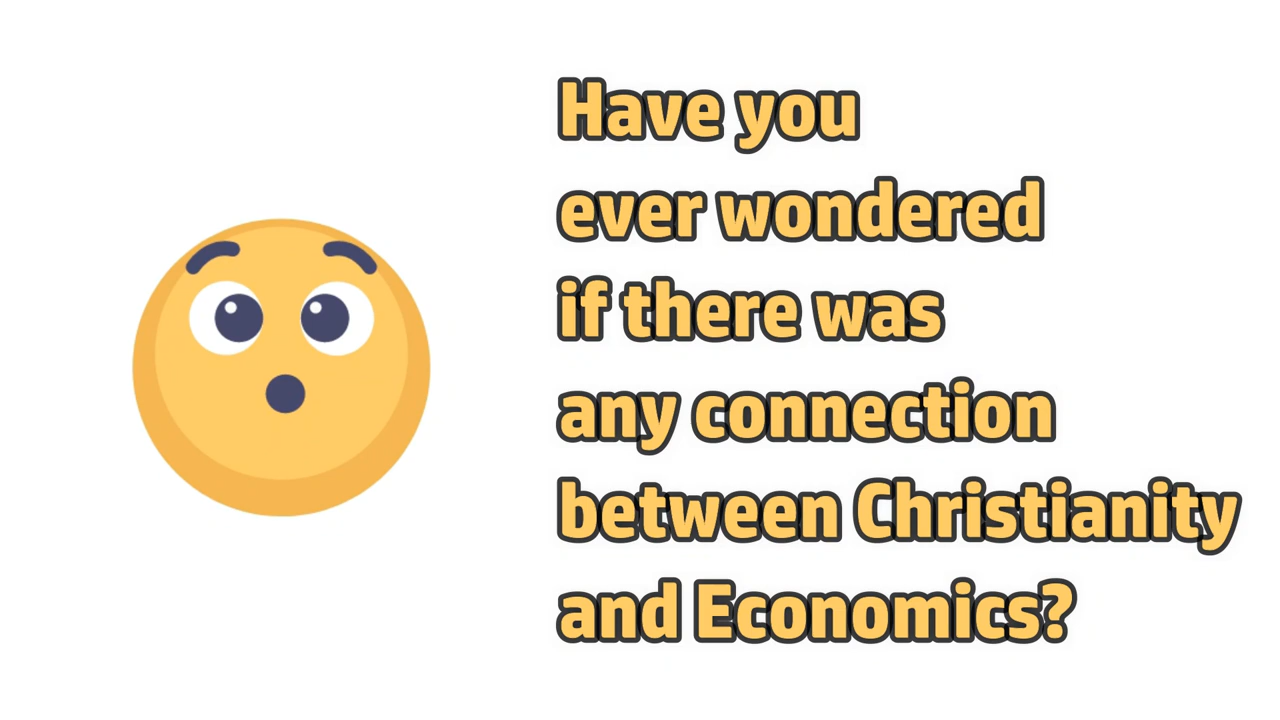 Have you
ever wondered
if there was
any connection
between Christianity
and Economics?